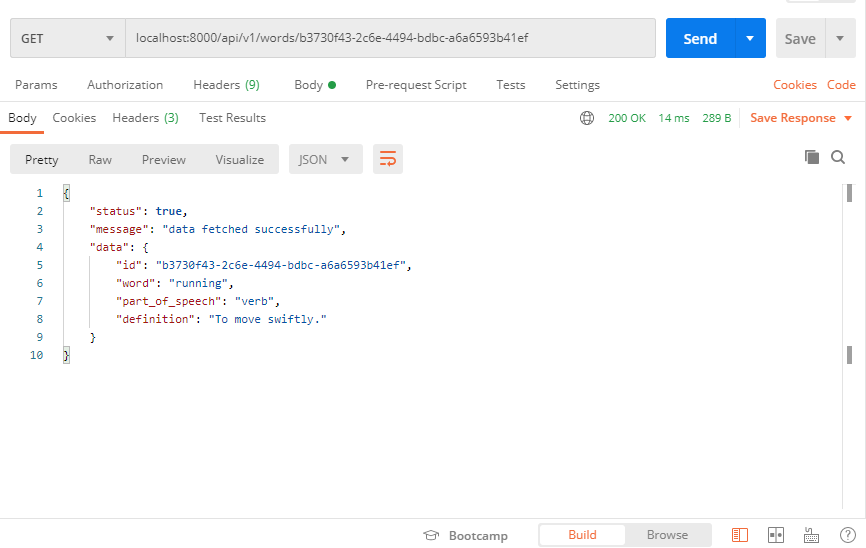 GET localhost:8000/api/v1/words/b3730f43-2c6e-4494-bdbc-a6a6593b41ef Send Save
Params Authorization Headers (9) Body Pre-request Script Tests Settings Cookies Code
Body Cookies Headers (3) Test Results 200 OK 14 ms 289 B Save Response
Pretty Raw Preview Visualize JSON
1 {
2 "status": true,
3 "message": "data fetched successfully",
4 "data": {
5 "id": "b3730f43-2c6e-4494-bdbc-a6a6593b41ef",
6 "word": "running",
7 "part_of_speech": "verb",
8 "definition": "To move swiftly."
9 }
10 }
Bootcamp Build Browse ?